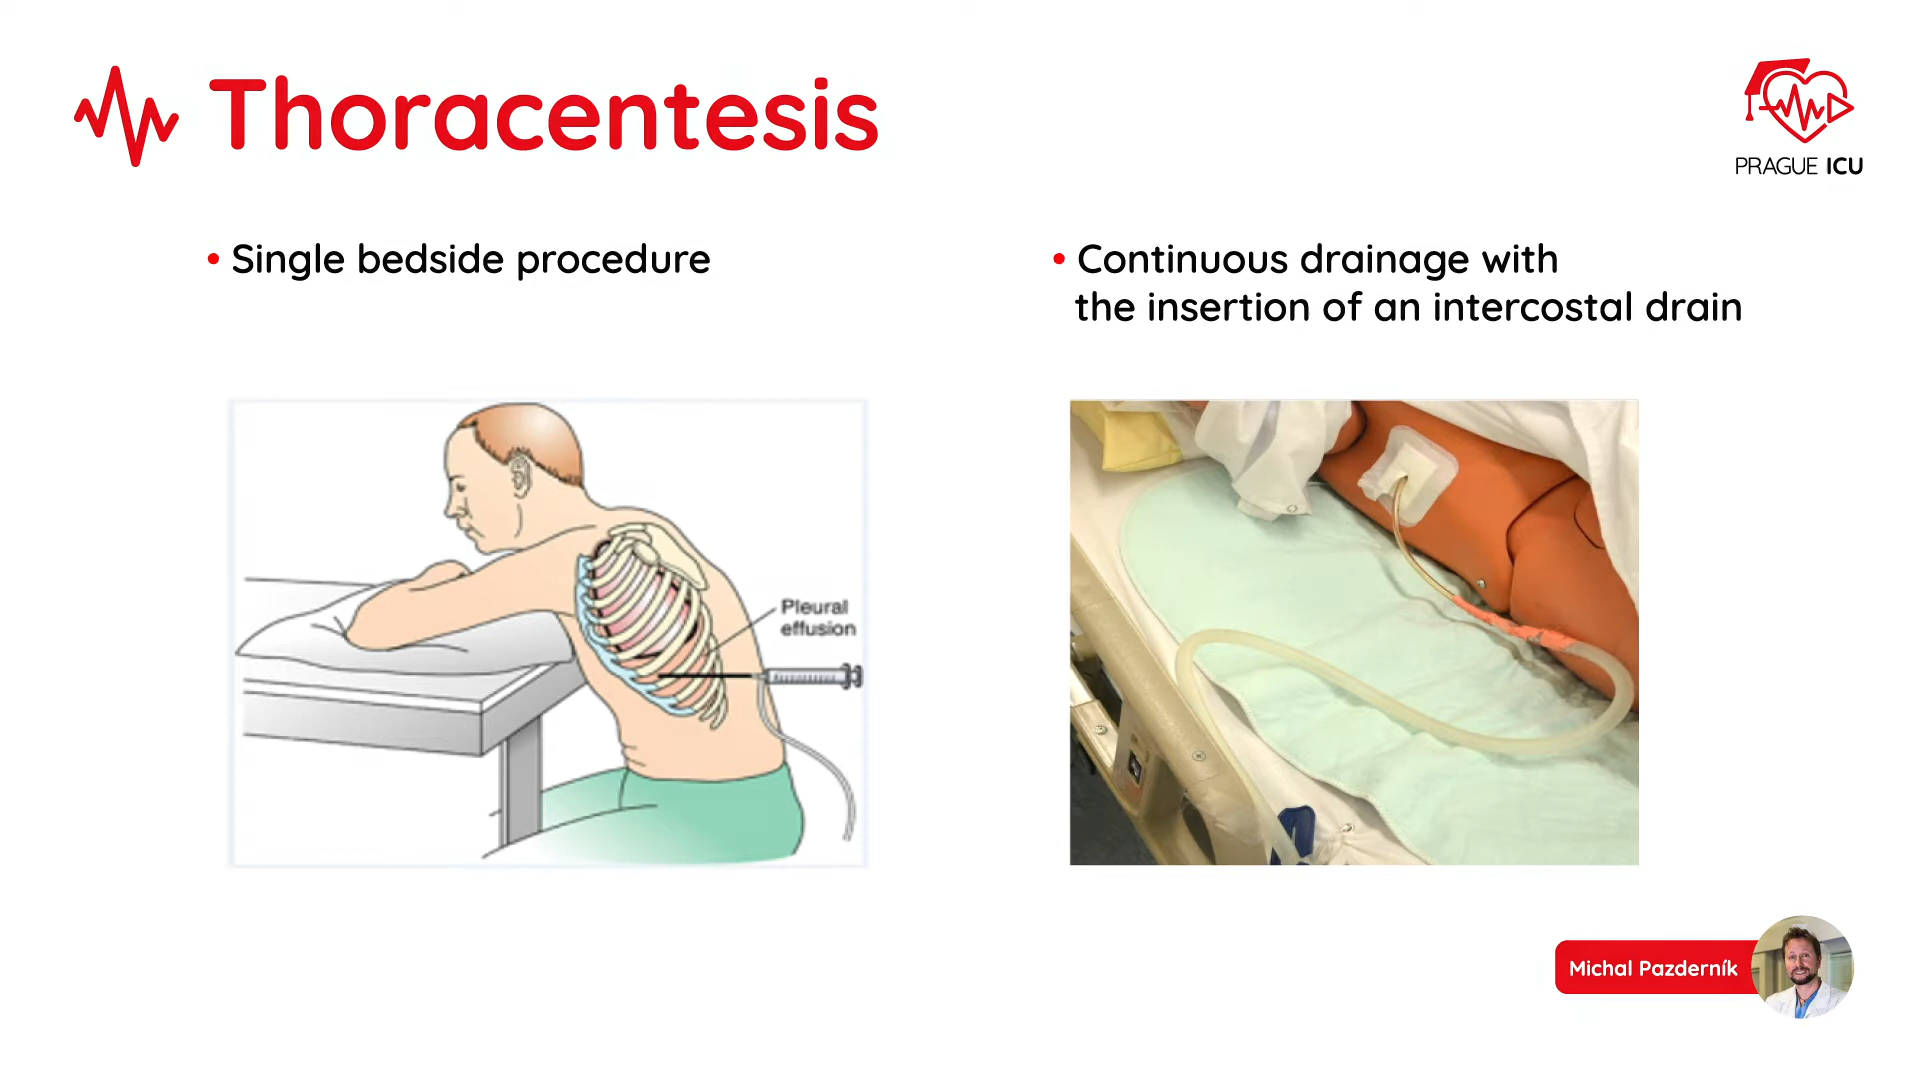 Thoracentesis
PRAGUE ICU
• Single bedside procedure
• Continuous drainage with
the insertion of an intercostal drain
Pleural
effusion
Michal Pazderník